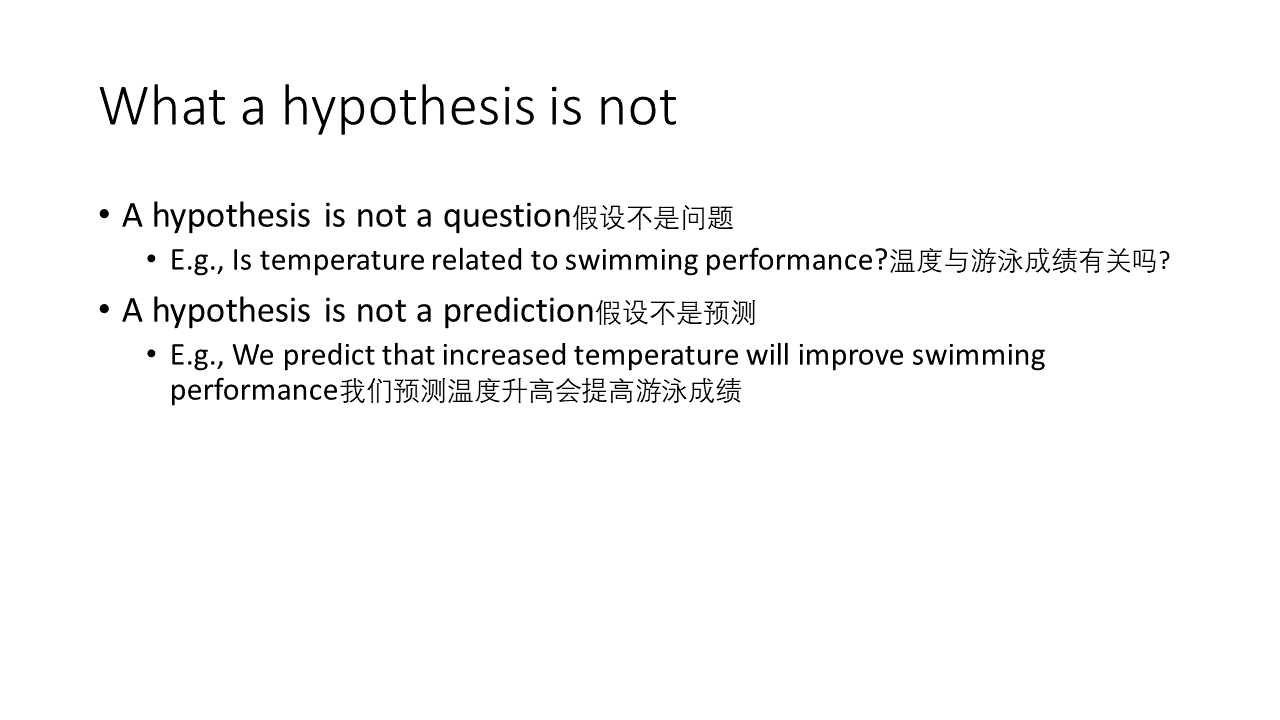 What a hypothesis is not
• A hypothesis is not a question假设不是问题
• E.g., Is temperature related to swimming performance?温度与游泳成绩有关吗?
• A hypothesis is not a prediction假设不是预测
• E.g., We predict that increased temperature will improve swimming
performance我们预测温度升高会提高游泳成绩